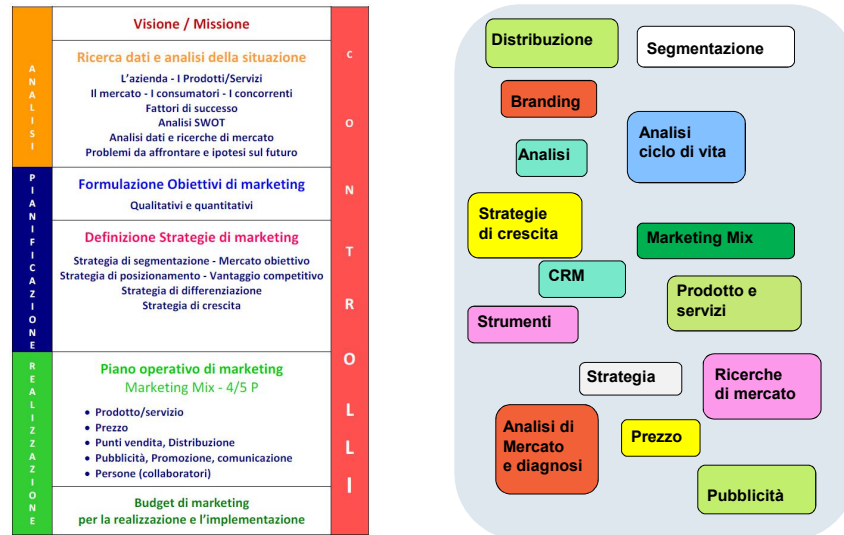 Visione / Missione
ANALISI
Ricerca dati e analisi della situazione
L'azienda - I Prodotti/Servizi
Il mercato - I consumatori - I concorrenti
Fattori di successo
Analisi SWOT
Analisi dati e ricerche di mercato
Problemi da affrontare e ipotesi sul futuro
PIANIFICAZIONE
Formulazione Obiettivi di marketing
Qualitativi e quantitativi
Definizione Strategie di marketing
Strategia di segmentazione - Mercato obiettivo
Strategia di posizionamento - Vantaggio competitivo
Strategia di differenziazione
Strategia di crescita
REALIZZAZIONE
Piano operativo di marketing
Marketing Mix - 4/5 P
• Prodotto/servizio
• Prezzo
• Punti vendita, Distribuzione
• Pubblicità, Promozione, comunicazione
• Persone (collaboratori)
Budget di marketing
per la realizzazione e l'implementazione
CONTROLLI
Distribuzione
Segmentazione
Branding
Analisi
ciclo di vita
Analisi
Strategie
di crescita
Marketing Mix
CRM
Prodotto e
servizi
Strumenti
Strategia
Ricerche
di mercato
Analisi di
Mercato
e diagnosi
Prezzo
Pubblicità